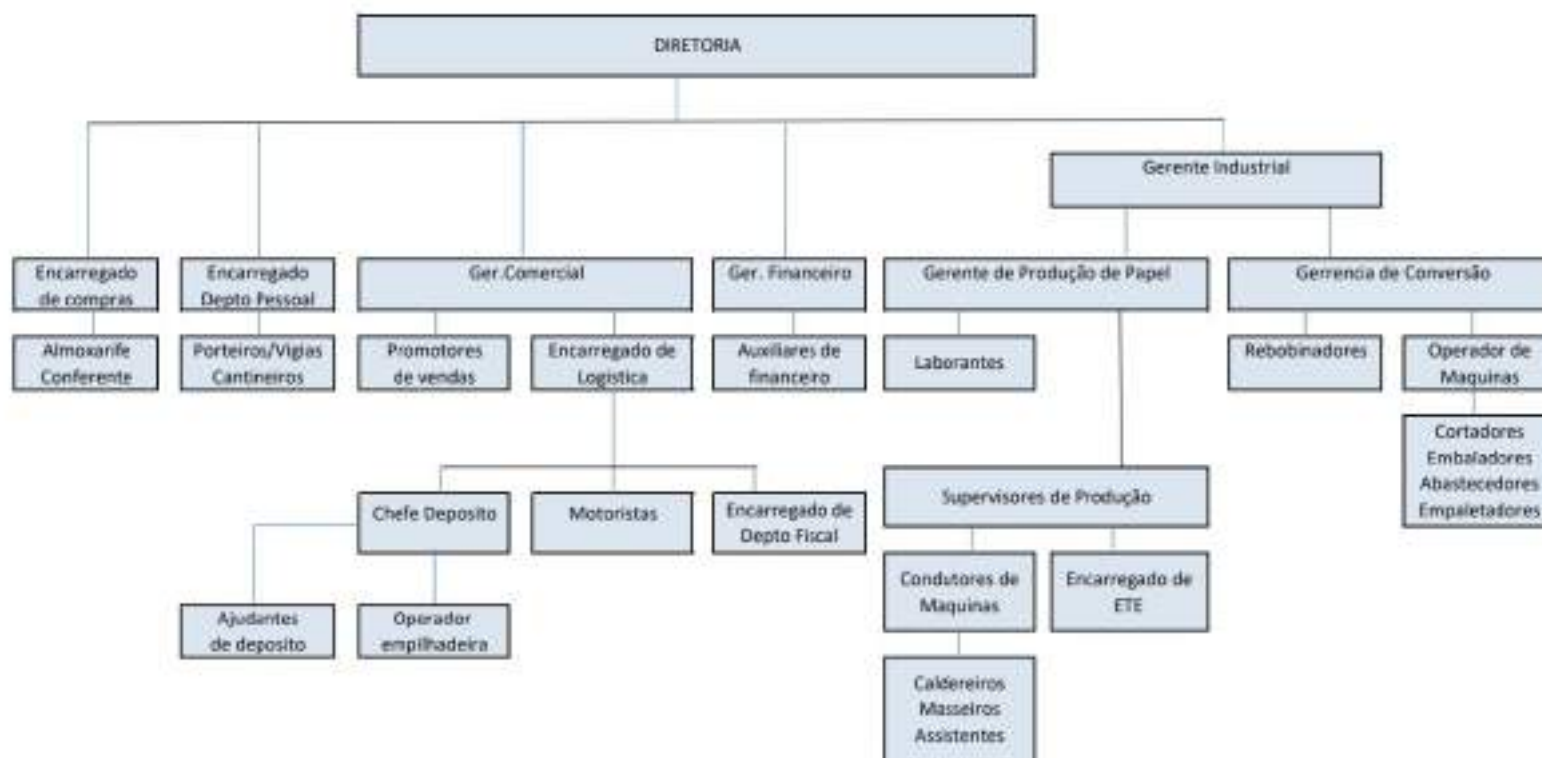 DIRETORIA
Gerente Industrial
Encarregado
de compras
Encarregado
Depto Pessoal
Ger.Comercial
Ger. Financeiro
Gerente de Produção de Papel
Gerrencia de Conversão
Almoxarife
Conferente
Porteiros/Vigias
Cantineiros
Promotores
de vendas
Encarregado de
Logistica
Auxiliares de
financeiro
Laborantes
Rebobinadores
Operador de
Maquinas
Cortadores
Embaladores
Abastecedores
Empaletadores
Chefe Deposito
Motoristas
Encarregado de
Depto Fiscal
Supervisores de Produção
Ajudantes
de deposito
Operador
empilhadeira
Condutores de
Maquinas
Encarregado de
ETE
Caldereiros
Masseiros
Assistentes